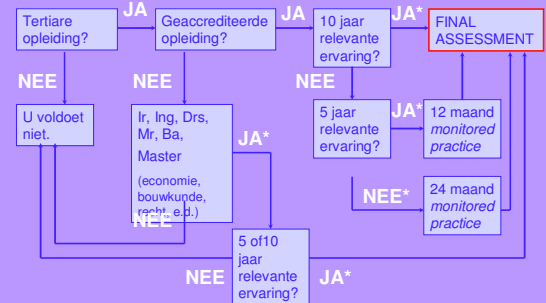 Tertiare
opleiding?
JA
Geaccrediteerde
opleiding?
JA
10 jaar
relevante
ervaring?
JA*
FINAL
ASSESSMENT
NEE
NEE
NEE
U voldoet
niet.
Ir, Ing, Drs,
Mr, Ba,
Master
(economie,
bouwkunde,
recht, e.d.)
NEE
JA*
5 jaar
relevante
ervaring?
JA*
12 maand
monitored
practice
NEE*
24 maand
monitored
practice
5 of10
jaar
relevante
ervaring?
NEE
JA*